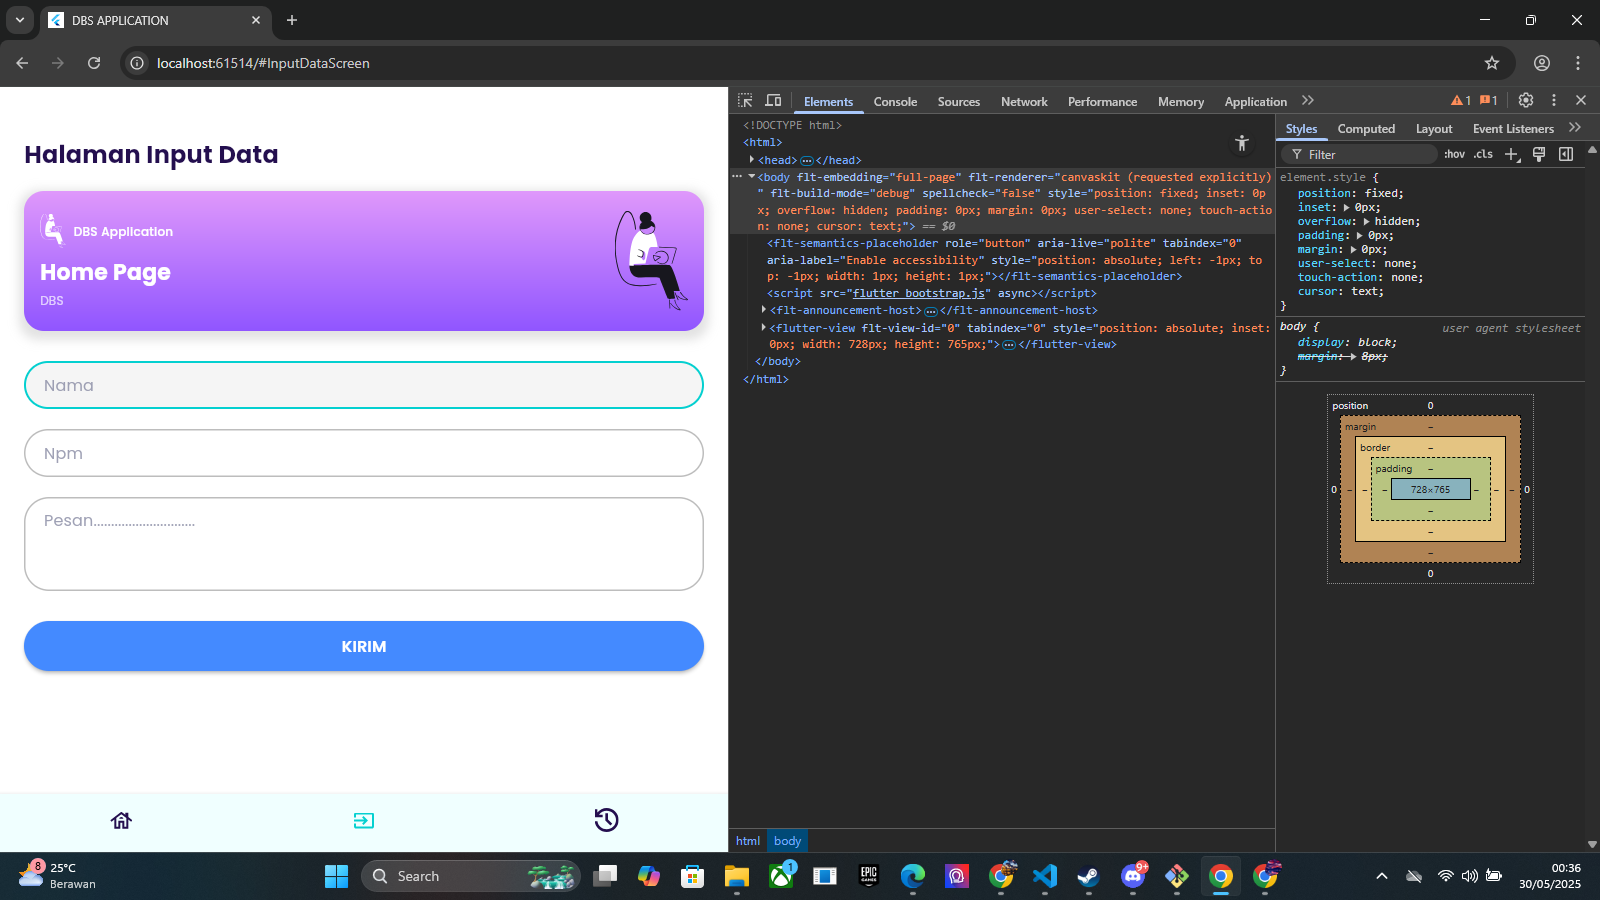 DBS APPLICATION
localhost:61514/#InputDataScreen
Halaman Input Data
DBS Application
Home Page
DBS
Nama
Npm
Pesan.............................
KIRIM
Elements
Console
Sources
Network
Performance
Memory
Application
1
1
<!DOCTYPE html>
<html>
<head> ··· </head>
··· <body flt-embedding="full-page" flt-renderer="canvaskit (requested explicitly)
" flt-build-mode="debug" spellcheck="false" style="position: fixed; inset: 0p
x; overflow: hidden; padding: 0px; margin: 0px; user-select: none; touch-actio
n: none; cursor: text;"> == $0
<flt-semantics-placeholder role="button" aria-live="polite" tabindex="0"
aria-label="Enable accessibility" style="position: absolute; left: -1px; to
p: -1px; width: 1px; height: 1px;"></flt-semantics-placeholder>
<script src="flutter_bootstrap.js" async></script>
<flt-announcement-host> ··· </flt-announcement-host>
<flutter-view flt-view-id="0" tabindex="0" style="position: absolute; inset:
0px; width: 728px; height: 765px;"> ··· </flutter-view>
</body>
</html>
html
body
Styles
Computed
Layout
Event Listeners
Filter
:hov
.cls
element.style {
position: fixed;
inset: 0px;
overflow: hidden;
padding: 0px;
margin: 0px;
user-select: none;
touch-action: none;
cursor: text;
}
body {
user agent stylesheet
display: block;
margin: 8px;
}
position
0
margin
–
border
–
padding
–
0 – – – 728×765 – – – 0
–
–
–
0
8
25°C
Berawan
Search
1
EPIC
GAMES
9+
00:36
30/05/2025